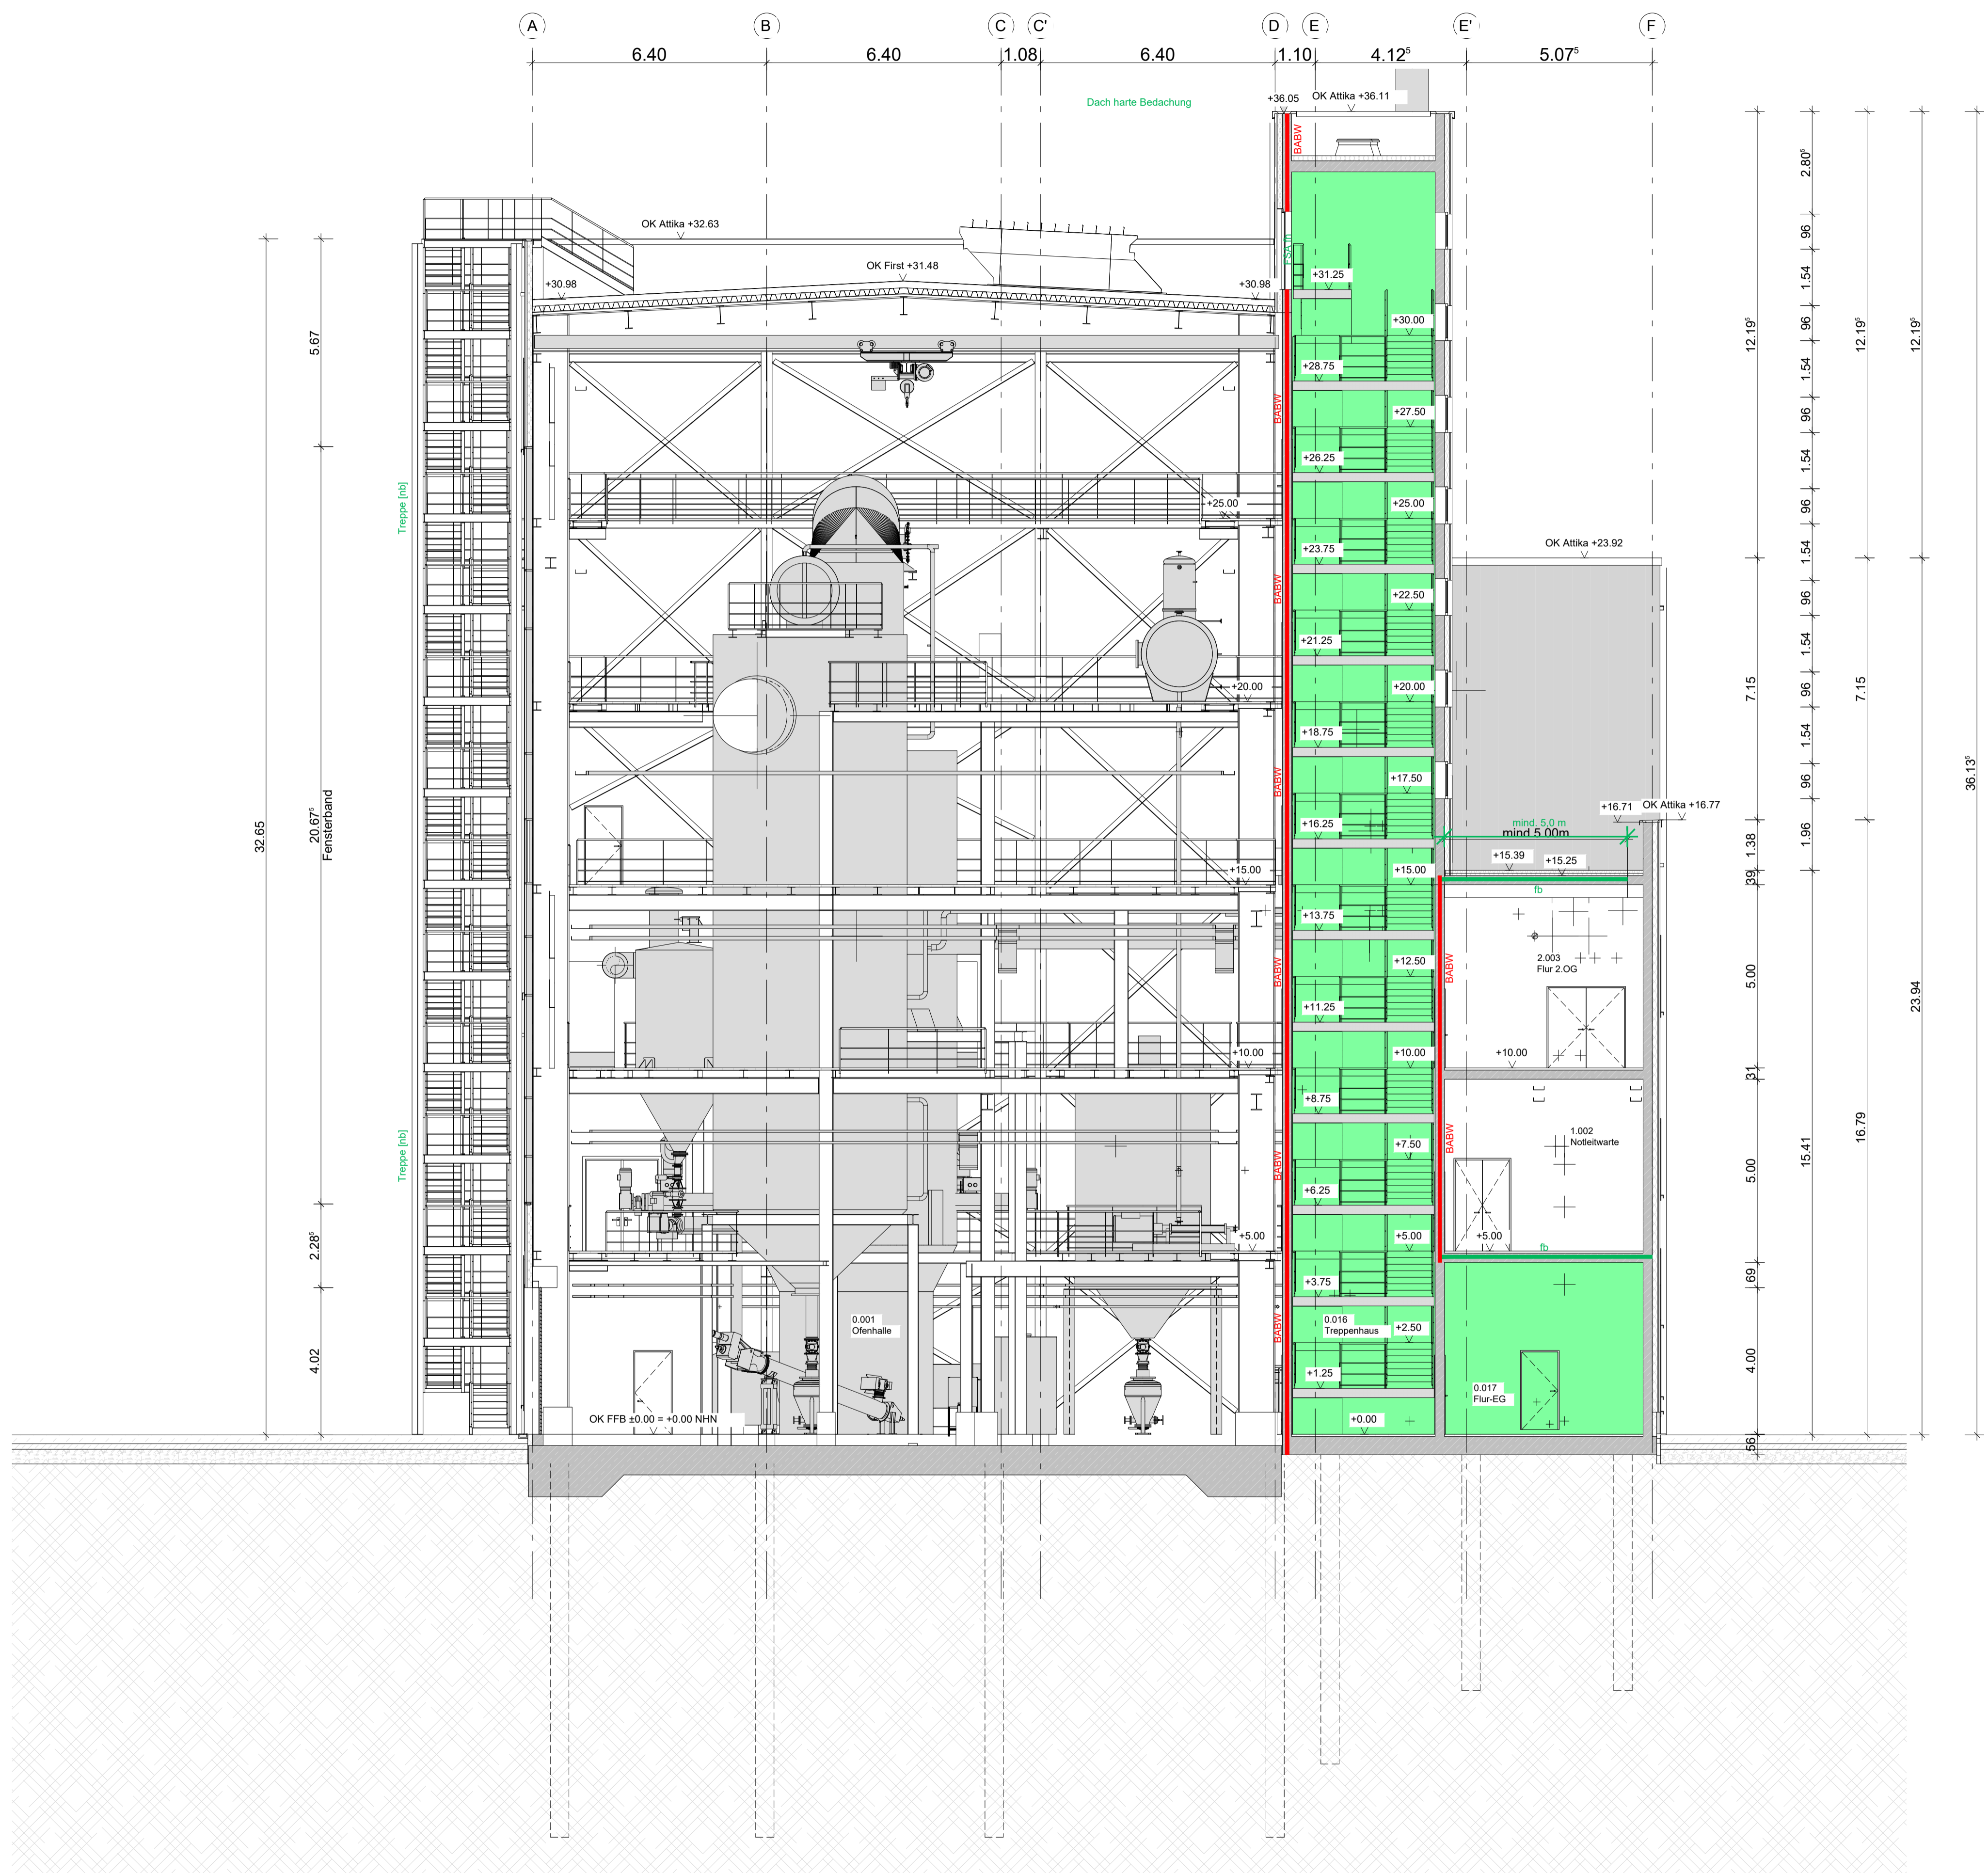 A B C C' D E E' F
6.40 6.40 1.08 6.40 1.10 4.12⁵ 5.07⁵
Dach harte Bedachung
+36.05
OK Attika +36.11
BABW
OK Attika +32.63
OK First +31.48
+30.98
+30.98
+31.25
+30.00
+28.75
BABW
+27.50
+26.25
+25.00
+25.00
+23.75
OK Attika +23.92
BABW
+22.50
+21.25
+20.00
+20.00
+18.75
BABW
+17.50
+16.25
+16.71
OK Attika +16.77
mind. 5,0 m
mind 5.00m
+15.39
+15.25
+15.00
+15.00
fb
+13.75
BABW
+12.50
2.003
Flur 2.OG
BABW
+11.25
+10.00
+10.00
+10.00
+8.75
BABW
+7.50
1.002
Notleitwarte
BABW
+6.25
+5.00
+5.00
+5.00
fb
+3.75
0.001
Ofenhalle
BABW
0.016
Treppenhaus
+2.50
+1.25
0.017
Flur-EG
OK FFB ±0.00 = +0.00 NHN
+0.00
Treppe [nb]
Treppe [nb]
32.65
5.67
20.67⁵
Fensterband
2.28⁵
4.02
12.19⁵
7.15
1.38
39
5.00
31
5.00
69
4.00
56
2.80⁵
96
1.54
96
1.54
96
1.54
96
1.54
96
1.54
96
1.54
96
1.96
15.41
12.19⁵
7.15
16.79
12.19⁵
23.94
36.13⁵